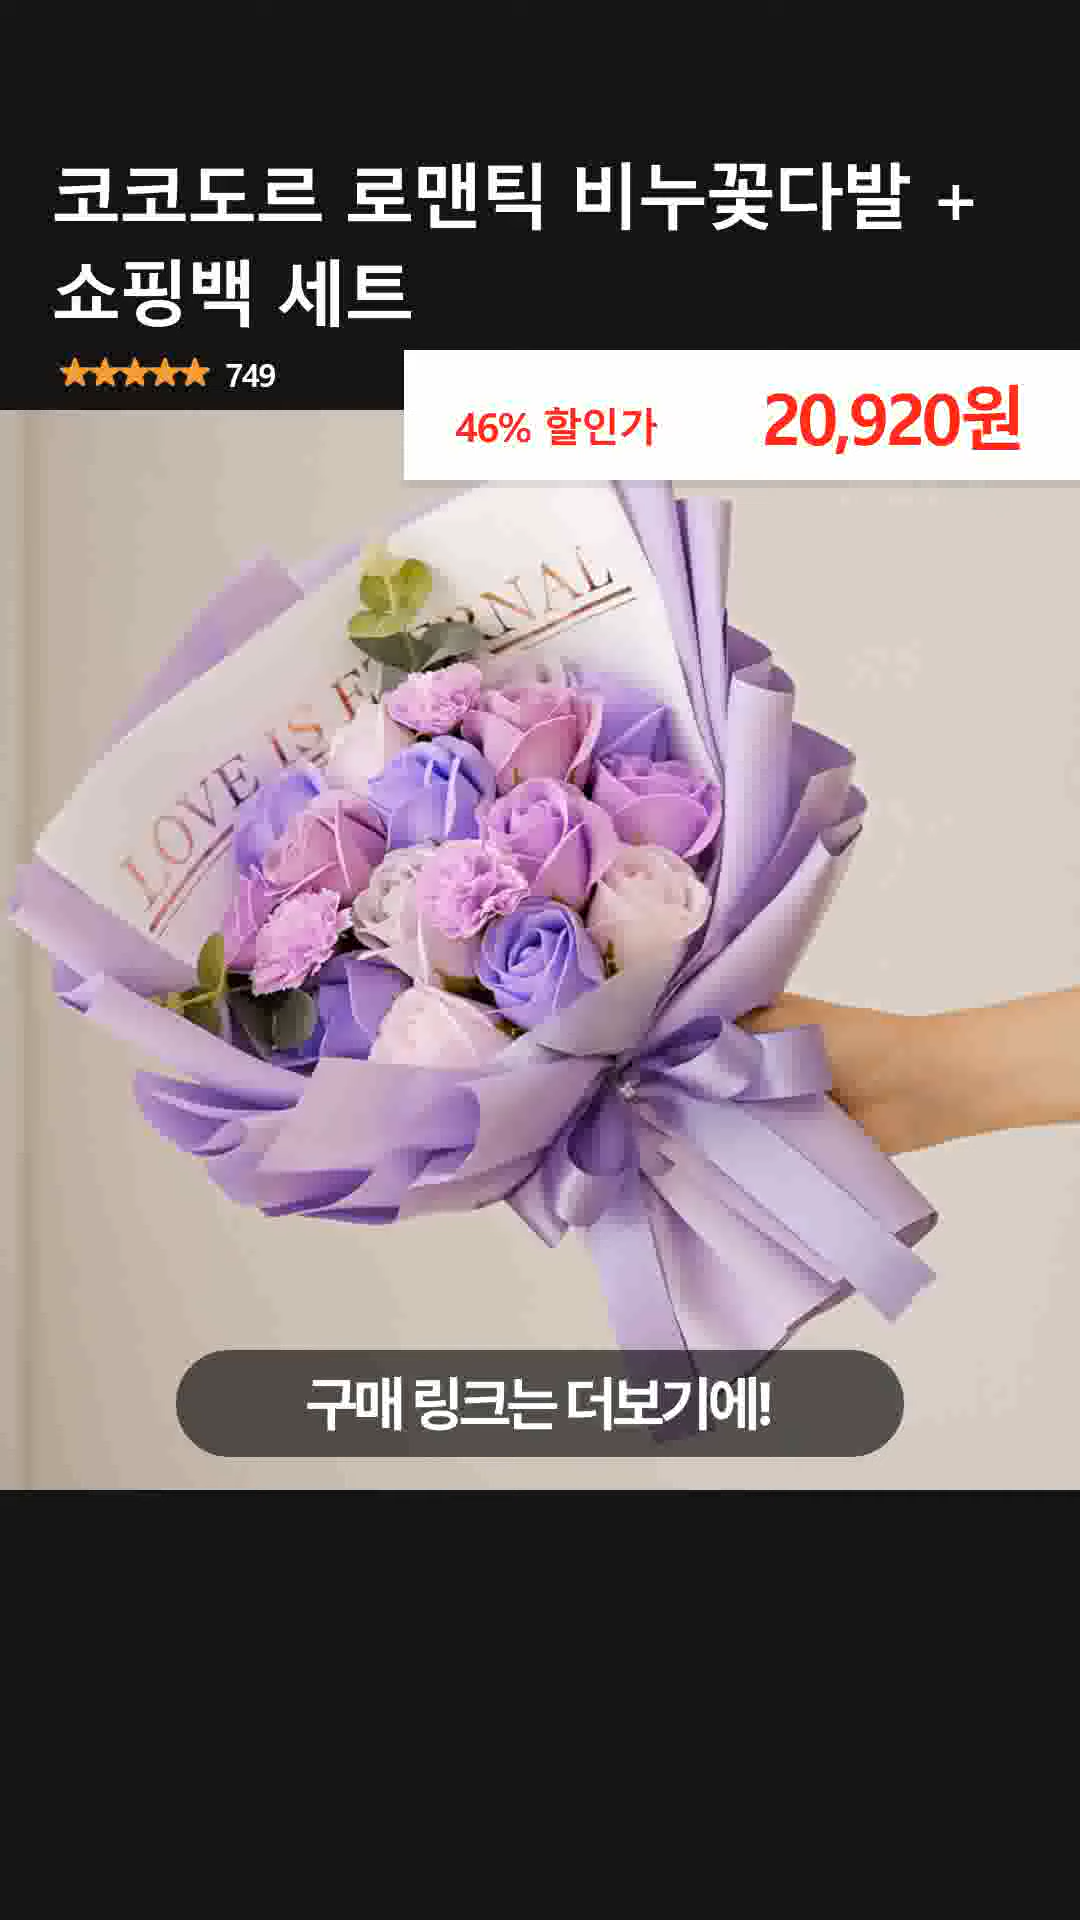 코코도르 로맨틱 비누꽃다발 +
쇼핑백 세트
749
46% 할인가
20,920원
LOVE IS
구매 링크는 더보기에!